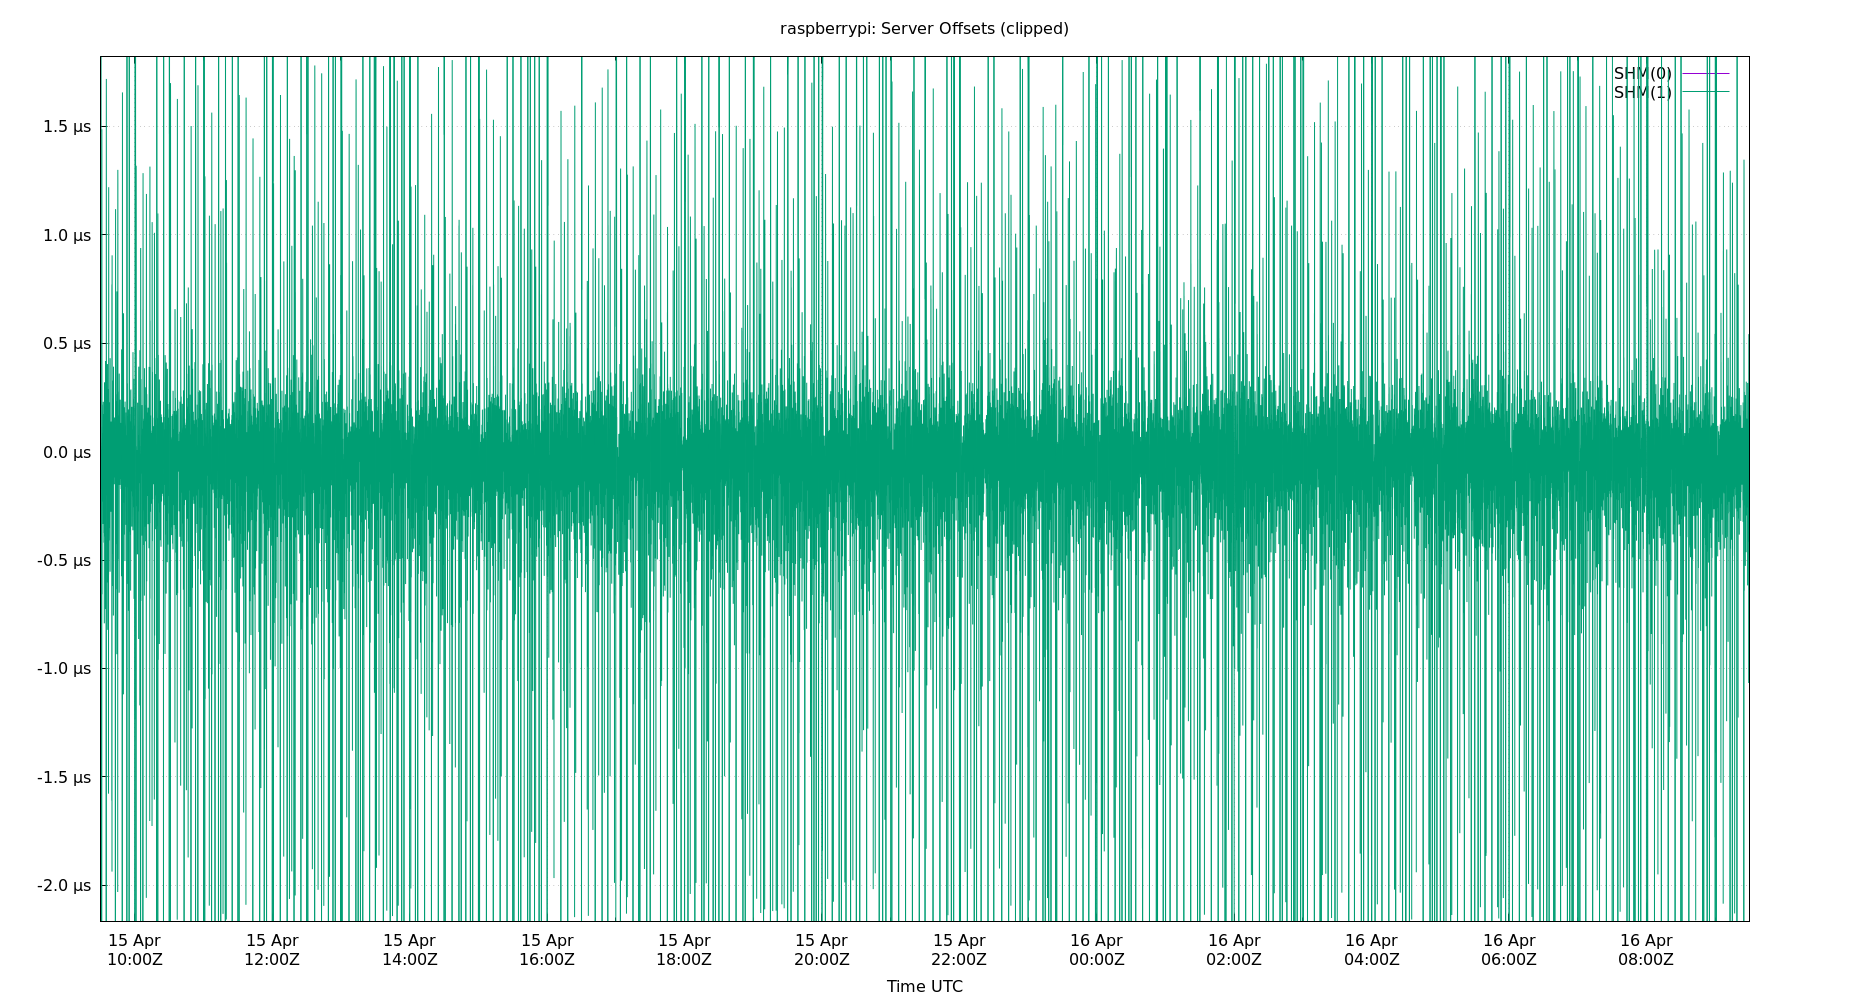 raspberrypi: Server Offsets (clipped)
SHM(0)
SHM(1)
1.5 µs
1.0 µs
0.5 µs
0.0 µs
-0.5 µs
-1.0 µs
-1.5 µs
-2.0 µs
15 Apr 15 Apr 15 Apr 15 Apr 15 Apr 15 Apr 15 Apr 16 Apr 16 Apr 16 Apr 16 Apr 16 Apr
10:00Z 12:00Z 14:00Z 16:00Z 18:00Z 20:00Z 22:00Z 00:00Z 02:00Z 04:00Z 06:00Z 08:00Z
Time UTC